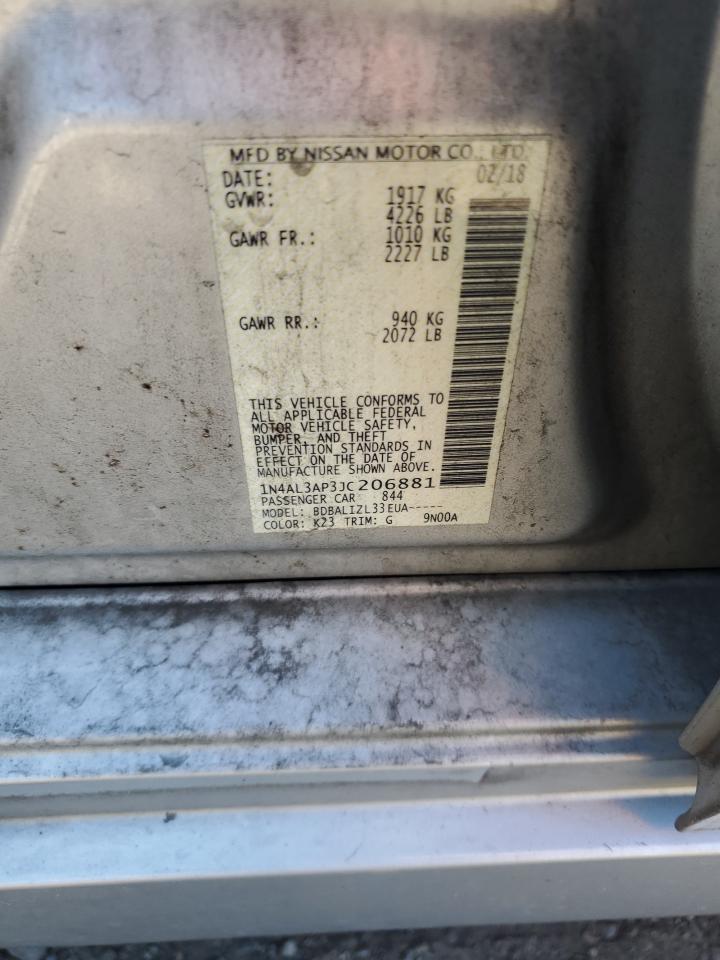 MFD BY NISSAN MOTOR CO., LTD.
DATE: 02/18
GVWR: 1917 KG
4226 LB
GAWR FR.: 1010 KG
2227 LB
GAWR RR.: 940 KG
2072 LB
THIS VEHICLE CONFORMS TO
ALL APPLICABLE FEDERAL
MOTOR VEHICLE SAFETY,
BUMPER, AND THEFT
PREVENTION STANDARDS IN
EFFECT ON THE DATE OF
MANUFACTURE SHOWN ABOVE.
1N4AL3AP3JC206881
PASSENGER CAR 844
MODEL: BDBALIZL33EUA-----
COLOR: K23 TRIM: G 9N00A